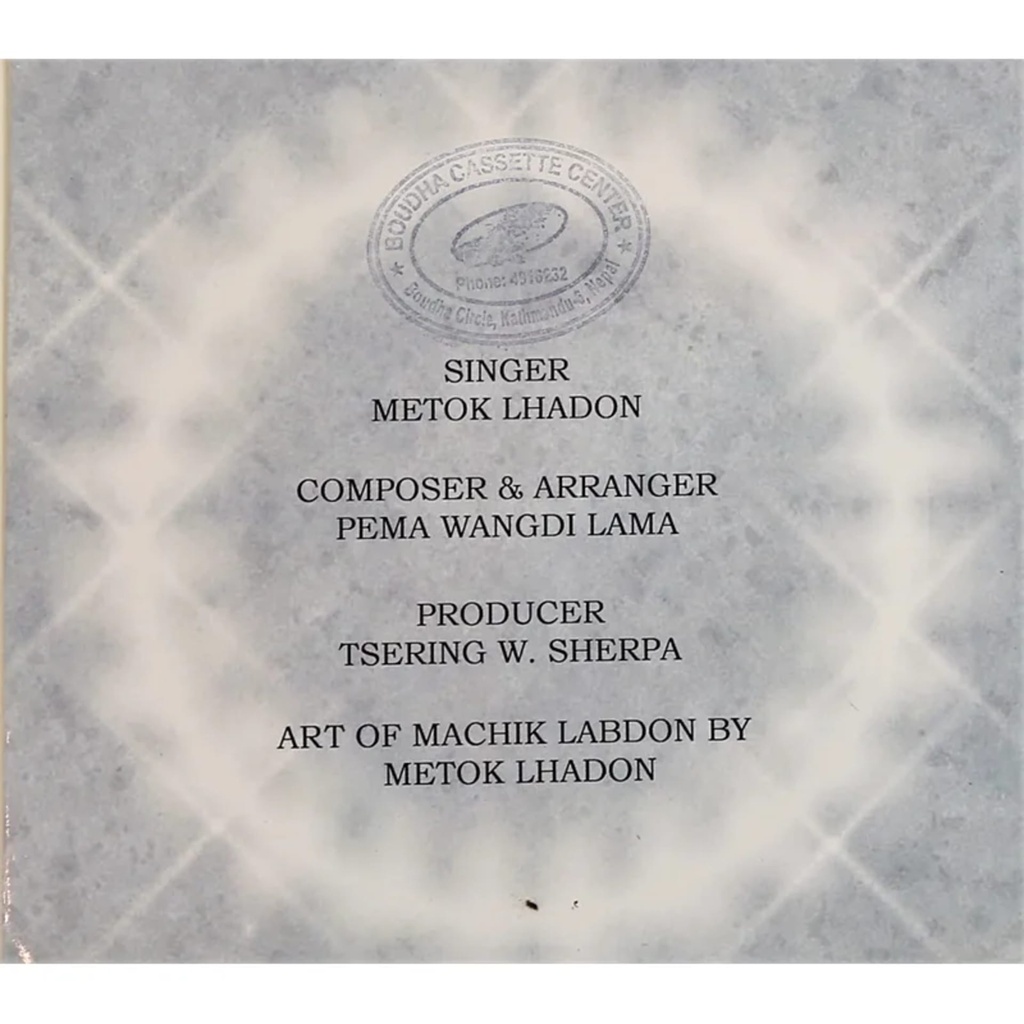 ★ BOUDHA CASSETTE CENTER ★
Phone: 4916232
Boudha Circle, Kathmandu-6, Nepal
SINGER
METOK LHADON
COMPOSER & ARRANGER
PEMA WANGDI LAMA
PRODUCER
TSERING W. SHERPA
ART OF MACHIK LABDON BY
METOK LHADON